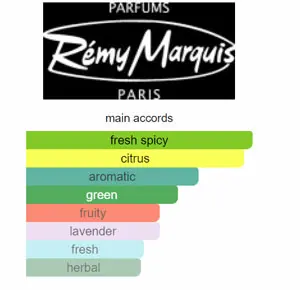 PARFUMS
Rémy Marquis
PARIS
main accords
fresh spicy
citrus
aromatic
green
fruity
lavender
fresh
herbal